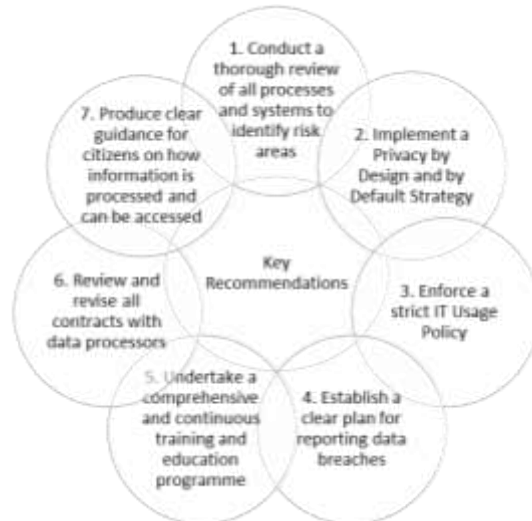 1. Conduct a
thorough review
of all processes
and systems to
identify risk
areas
2. Implement a
Privacy by
Design and by
Default Strategy
3. Enforce a
strict IT Usage
Policy
4. Establish a
clear plan for
reporting data
breaches
5. Undertake a
comprehensive
and continuous
training and
education
programme
6. Review and
revise all
contracts with
data processors
7. Produce clear
guidance for
citizens on how
information is
processed and
can be accessed
Key
Recommendations